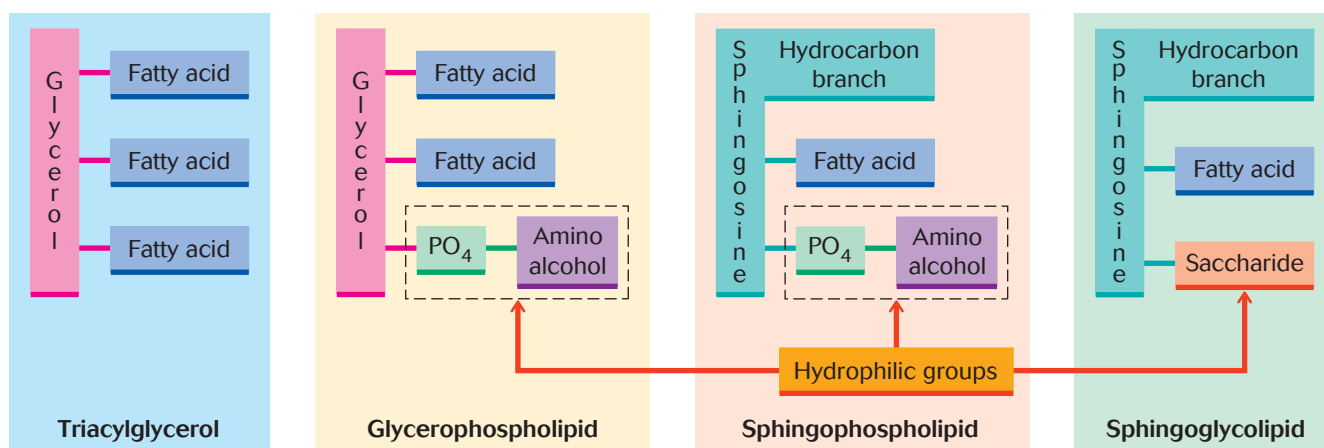 Glycerol
Fatty acid
Fatty acid
Fatty acid
Triacylglycerol
Glycerol
Fatty acid
Fatty acid
PO4
Amino
alcohol
Glycerophospholipid
Sphingosine
Hydrocarbon
branch
Fatty acid
PO4
Amino
alcohol
Hydrophilic groups
Sphingophospholipid
Sphingosine
Hydrocarbon
branch
Fatty acid
Saccharide
Sphingoglycolipid